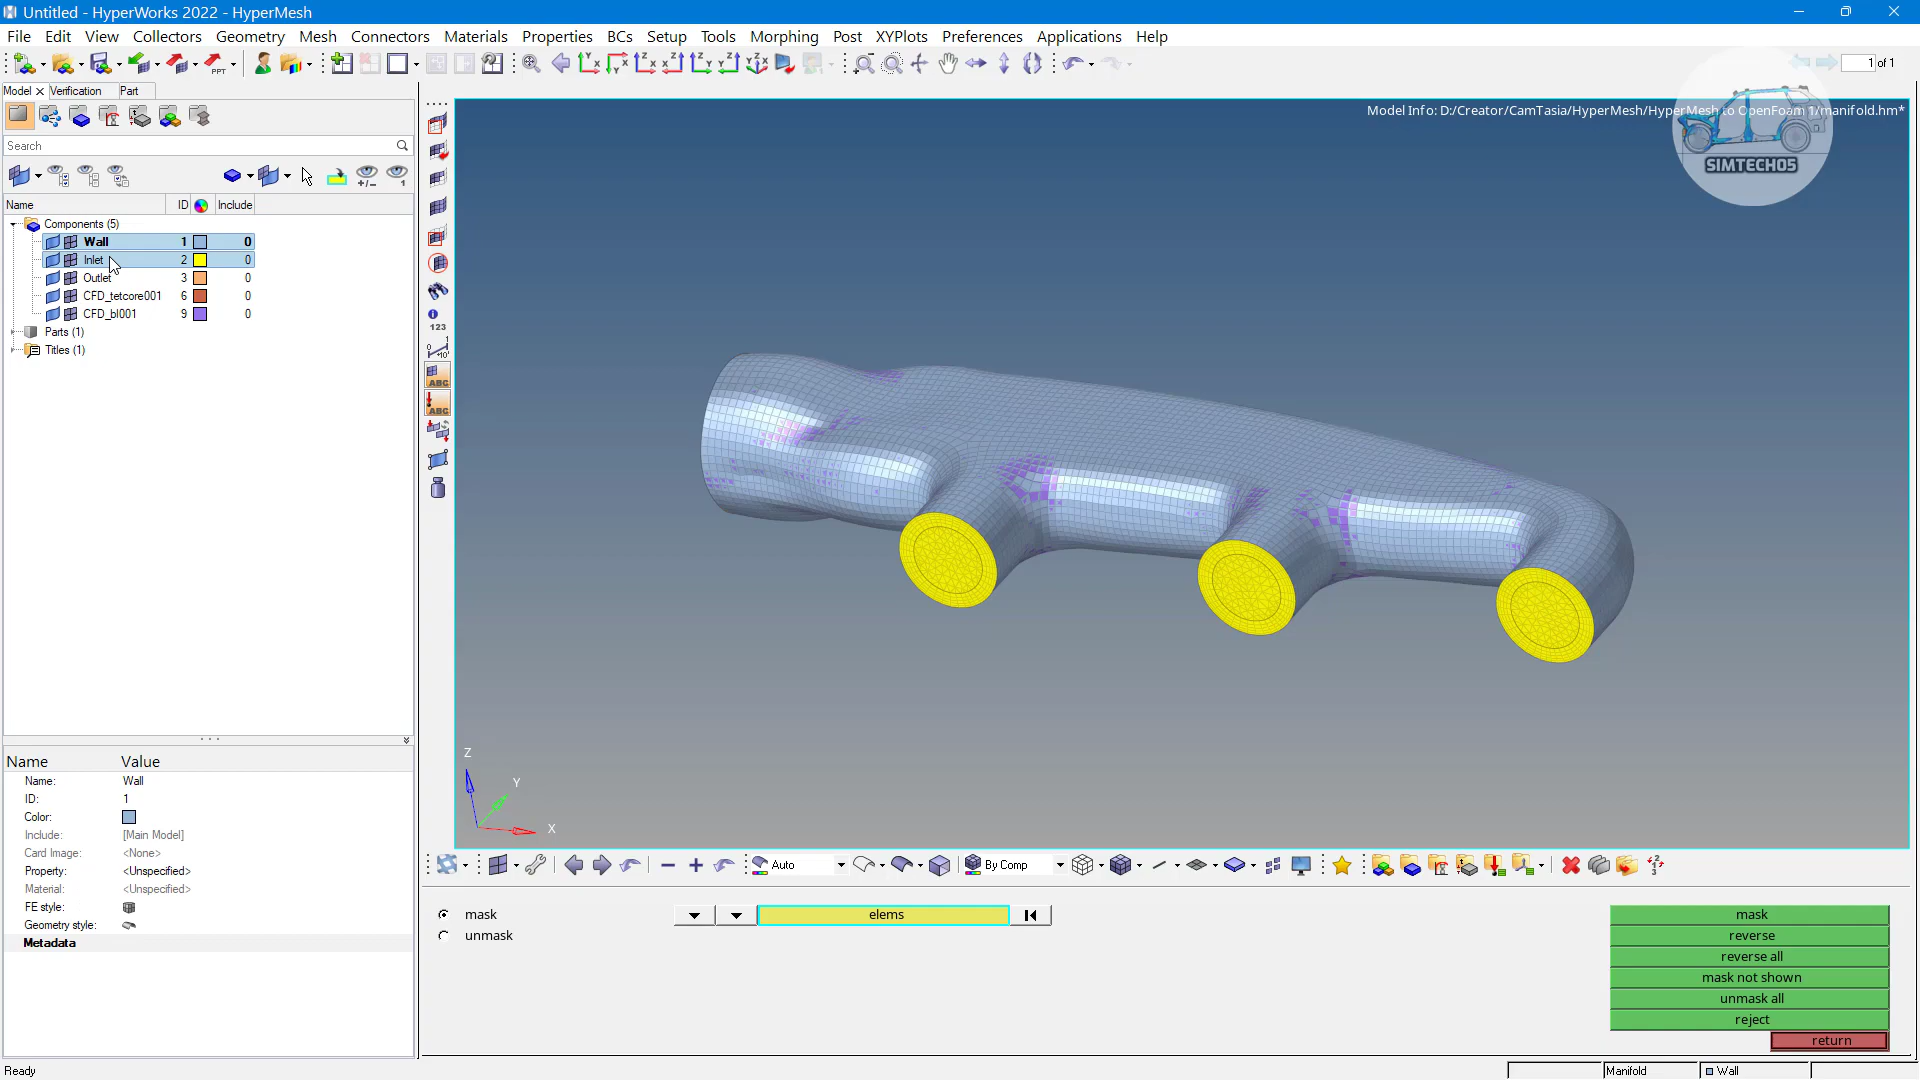 Untitled - HyperWorks 2022 - HyperMesh
File Edit View Collectors Geometry Mesh Connectors Materials Properties BCs Setup Tools Morphing Post XYPlots Preferences Applications Help
PPT
1 of 1
Model Verification Part
Model Info: D:/Creator/CamTasia/HyperMesh/HyperMesh to OpenFoam 1/manifold.hm*
SIMTECH05
Search
Name ID Include
Components (5)
Wall 1 0
Inlet 2 0
Outlet 3 0
CFD_tetcore001 6 0
CFD_bl001 9 0
Parts (1)
Titles (1)
123
ABC
ABC
Name Value
Name: Wall
ID: 1
Color:
Include: [Main Model]
Card Image: <None>
Property: <Unspecified>
Material: <Unspecified>
FE style:
Geometry style:
Metadata
Z
Y
X
Auto By Comp
mask elems
unmask
mask
reverse
reverse all
mask not shown
unmask all
reject
return
Ready Manifold Wall